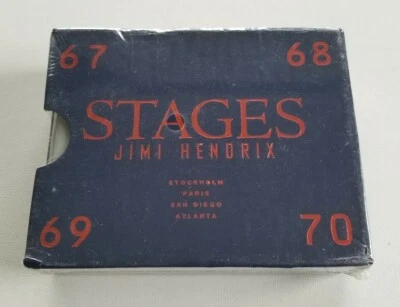 67 68
STAGES
JIMI HENDRIX
STOCKHOLM
PARIS
SAN DIEGO
ATLANTA
69 70